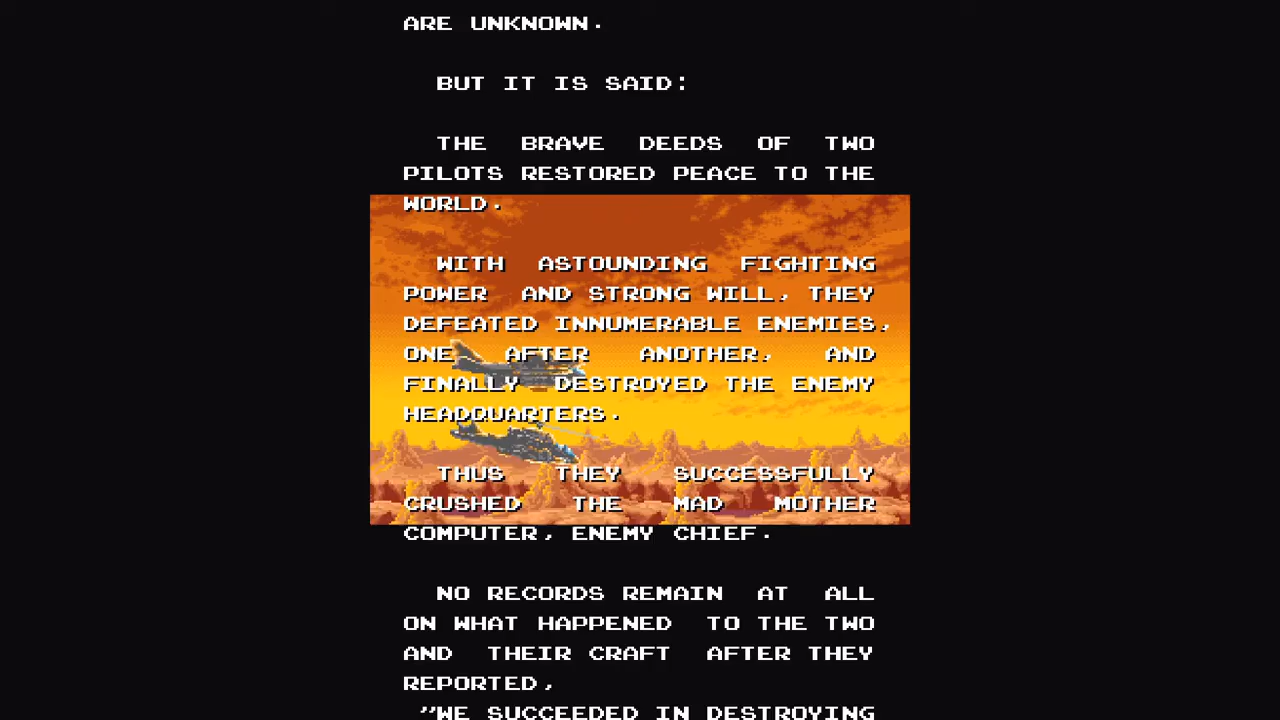 ARE UNKNOWN.
BUT IT IS SAID:
THE BRAVE DEEDS OF TWO
PILOTS RESTORED PEACE TO THE
WORLD.
WITH ASTOUNDING FIGHTING
POWER AND STRONG WILL, THEY
DEFEATED INNUMERABLE ENEMIES,
ONE AFTER ANOTHER, AND
FINALLY DESTROYED THE ENEMY
HEADQUARTERS.
THUS THEY SUCCESSFULLY
CRUSHED THE MAD MOTHER
COMPUTER, ENEMY CHIEF.
NO RECORDS REMAIN AT ALL
ON WHAT HAPPENED TO THE TWO
AND THEIR CRAFT AFTER THEY
REPORTED,
"WE SUCCEEDED IN DESTROYING